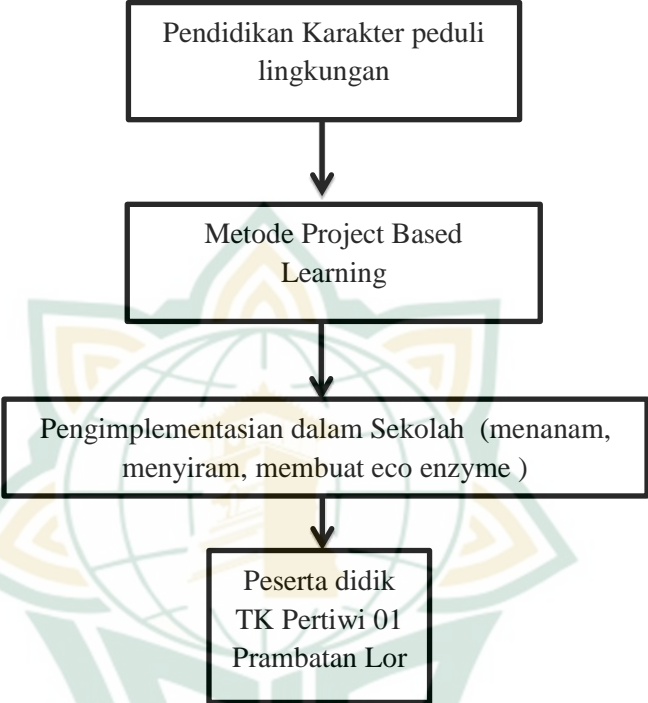 Pendidikan Karakter peduli
lingkungan
Metode Project Based
Learning
Pengimplementasian dalam Sekolah (menanam,
menyiram, membuat eco enzyme )
Peserta didik
TK Pertiwi 01
Prambatan Lor